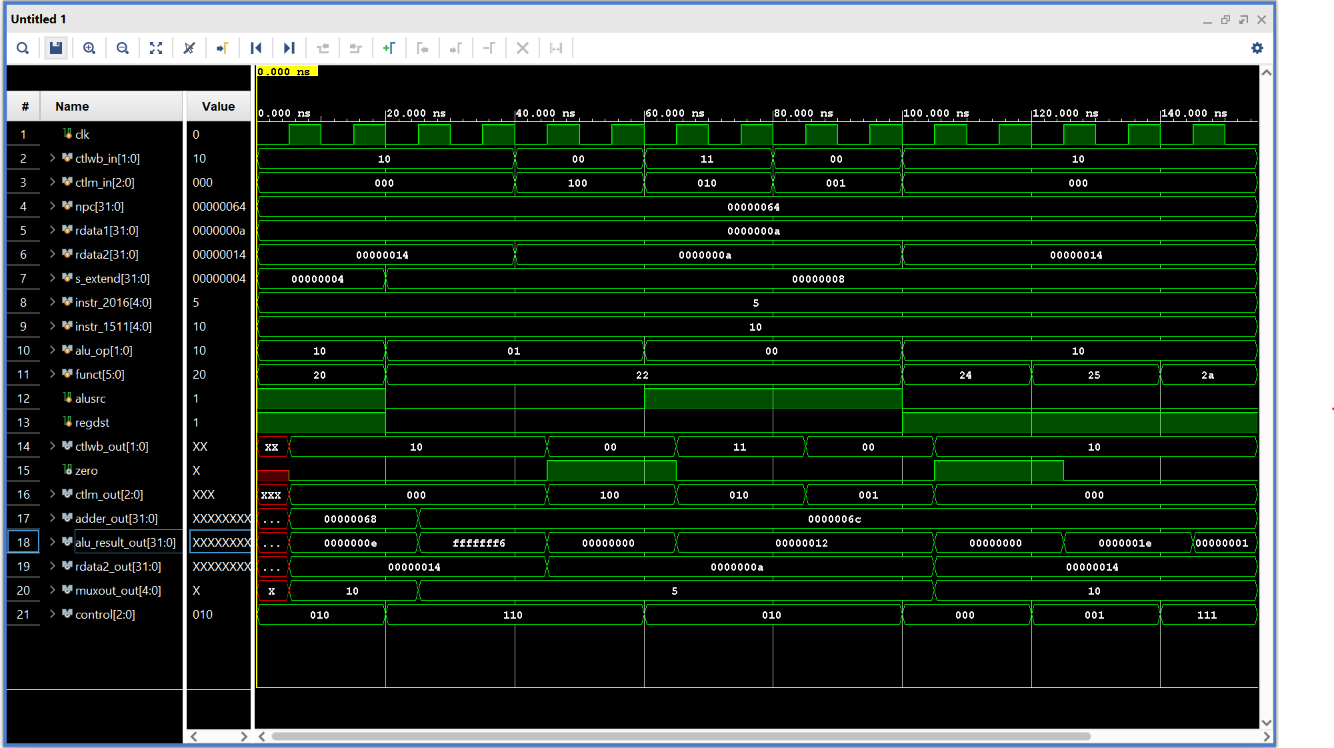 Untitled 1
0.000 ns
# Name Value
0.000 ns 20.000 ns 40.000 ns 60.000 ns 80.000 ns 100.000 ns 120.000 ns 140.000 ns
1 clk 0
2 ctlwb_in[1:0] 10 10 00 11 00 10
3 ctlm_in[2:0] 000 000 100 010 001 000
4 npc[31:0] 00000064 00000064
5 rdata1[31:0] 0000000a 0000000a
6 rdata2[31:0] 00000014 00000014 0000000a 00000014
7 s_extend[31:0] 00000004 00000004 00000008
8 instr_2016[4:0] 5 5
9 instr_1511[4:0] 10 10
10 alu_op[1:0] 10 10 01 00 10
11 funct[5:0] 20 20 22 24 25 2a
12 alusrc 1
13 regdst 1
14 ctlwb_out[1:0] XX XX 10 00 11 00 10
15 zero X
16 ctlm_out[2:0] XXX XXX 000 100 010 001 000
17 adder_out[31:0] XXXXXXXX ... 00000068 0000006c
18 alu_result_out[31:0] XXXXXXXX ... 0000000e fffffff6 00000000 00000012 00000000 0000001e 00000001
19 rdata2_out[31:0] XXXXXXXX ... 00000014 0000000a 00000014
20 muxout_out[4:0] X X 10 5 10
21 control[2:0] 010 010 110 010 000 001 111